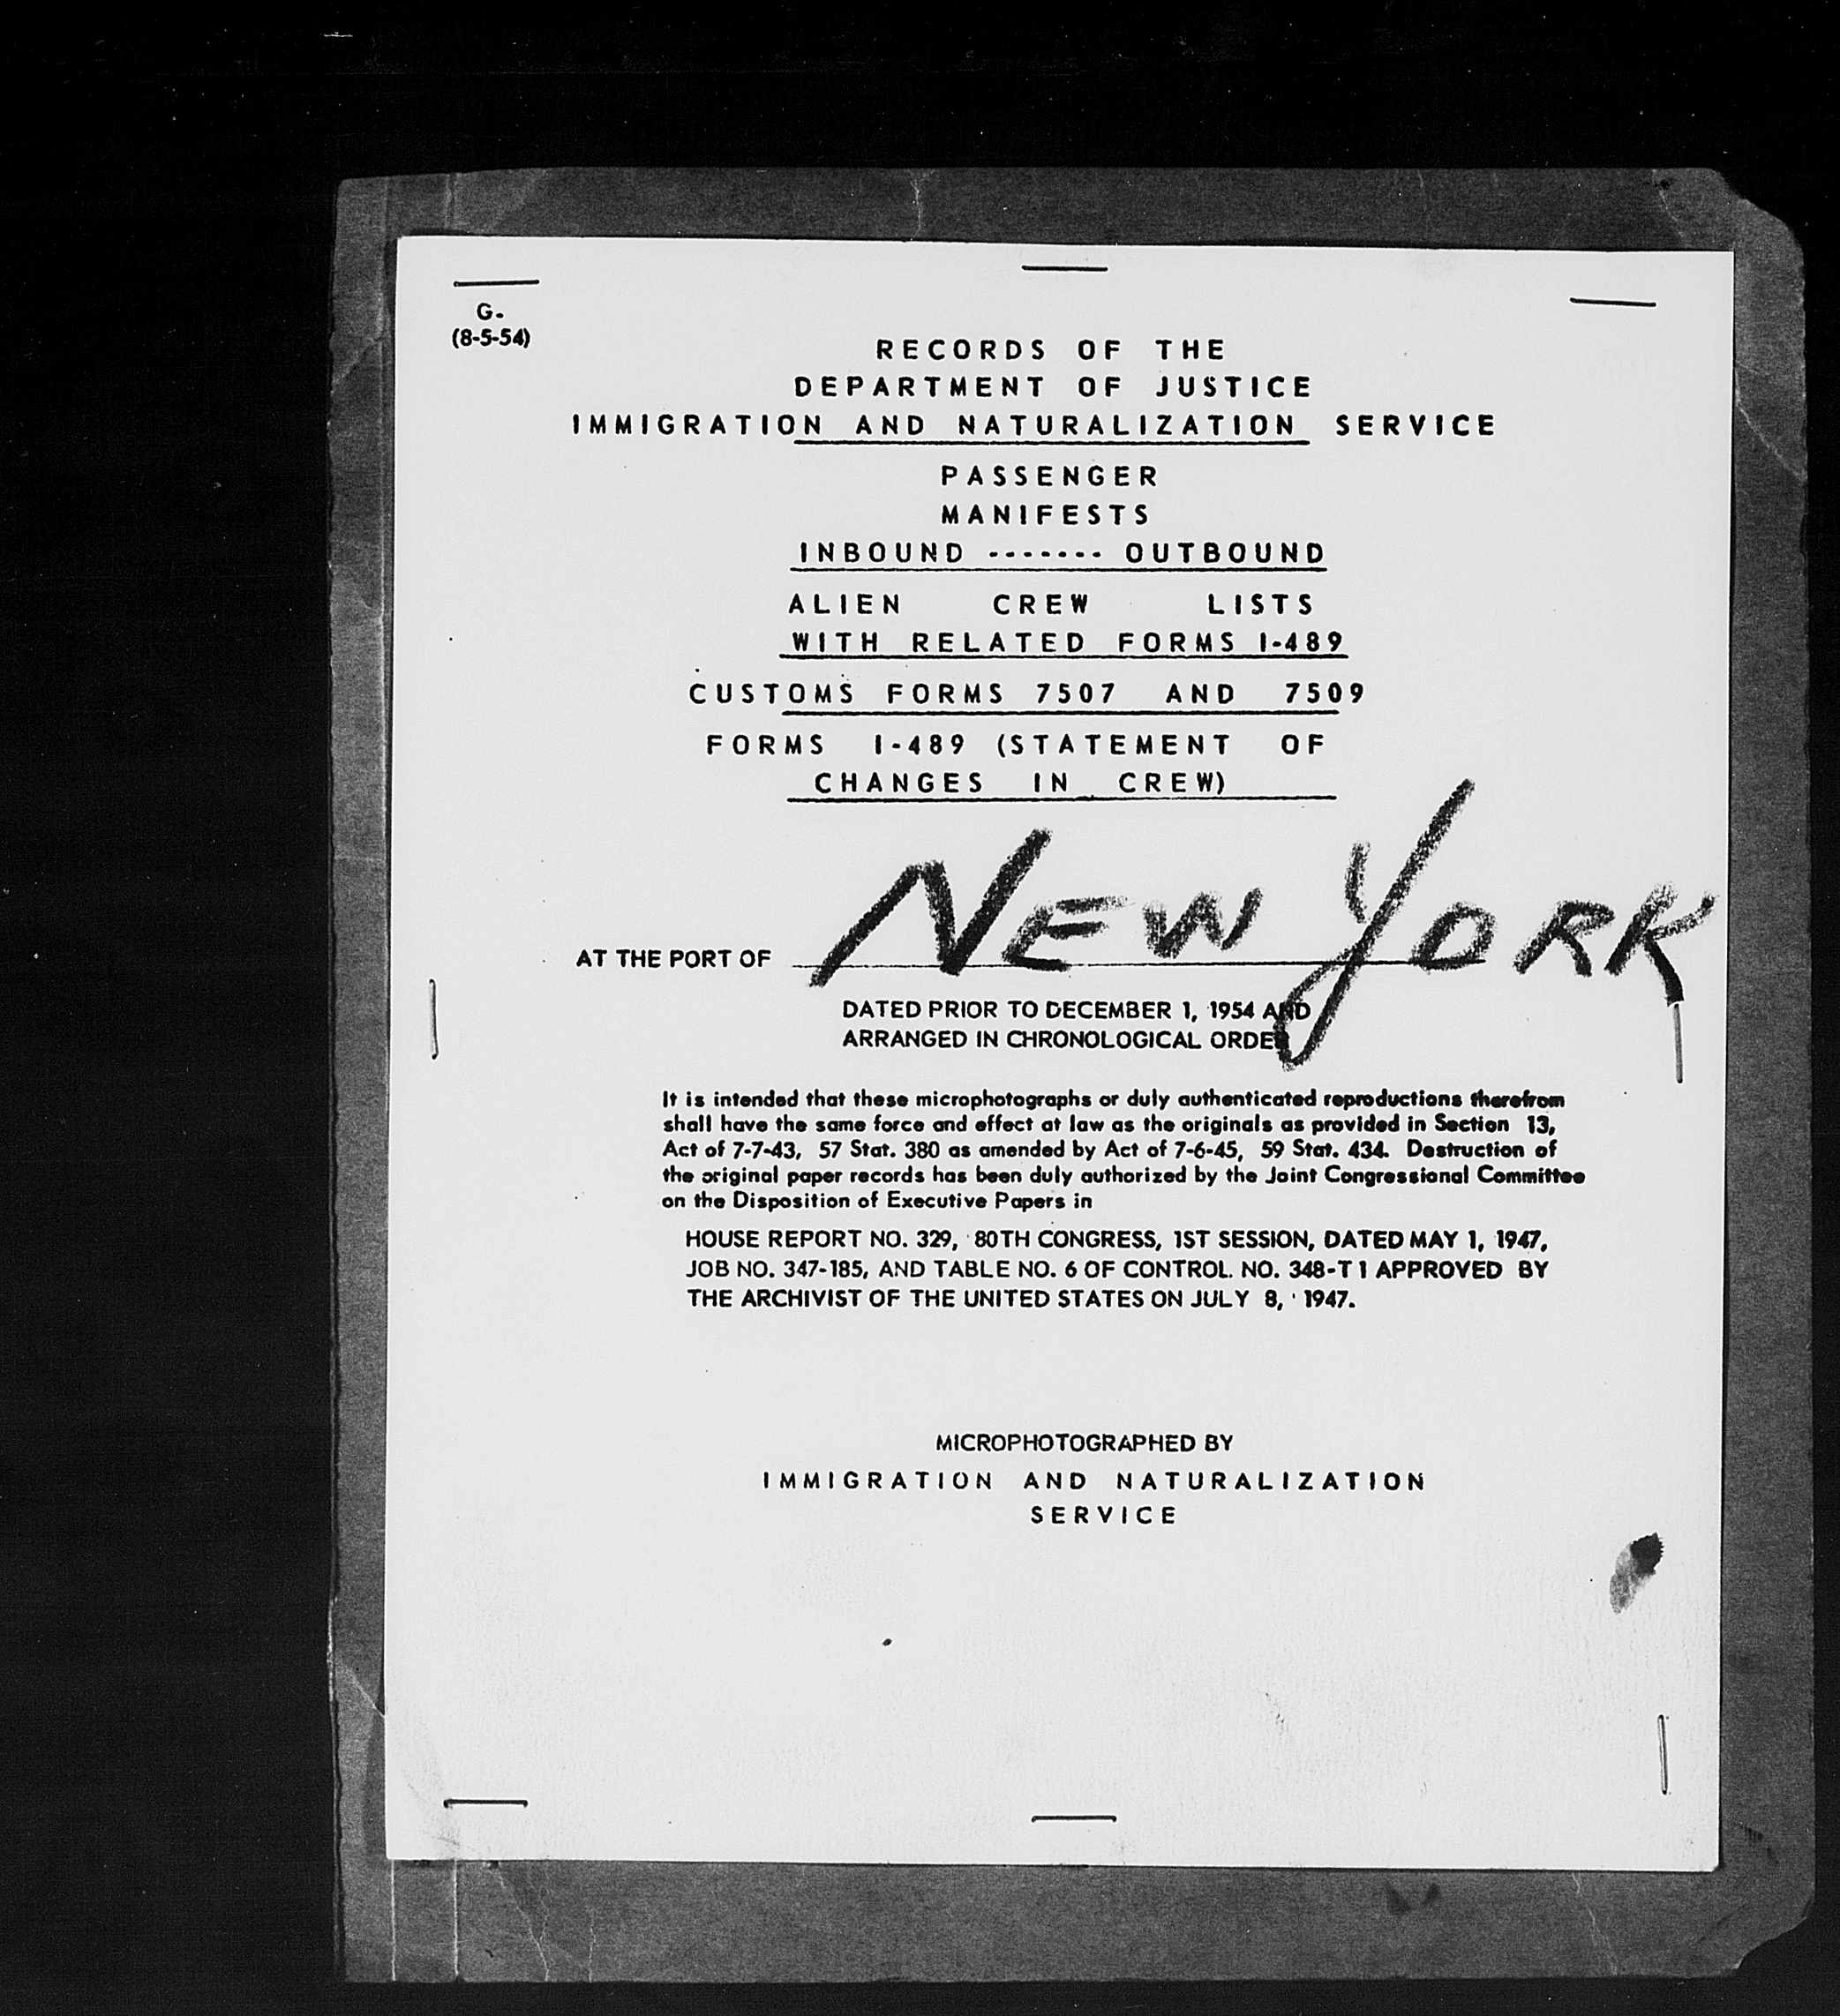 G-
(8-5-54)
RECORDS OF THE
DEPARTMENT OF JUSTICE
IMMIGRATION AND NATURALIZATION SERVICE
PASSENGER
MANIFESTS
INBOUND ------- OUTBOUND
ALIEN CREW LISTS
WITH RELATED FORMS I-489
CUSTOMS FORMS 7507 AND 7509
FORMS I-489 (STATEMENT OF
CHANGES IN CREW)
AT THE PORT OF NEW YORK
DATED PRIOR TO DECEMBER 1, 1954 AND
ARRANGED IN CHRONOLOGICAL ORDER
It is intended that these microphotographs or duly authenticated reproductions therefrom
shall have the same force and effect at law as the originals as provided in Section 13,
Act of 7-7-43, 57 Stat. 380 as amended by Act of 7-6-45, 59 Stat. 434. Destruction of
the original paper records has been duly authorized by the Joint Congressional Committee
on the Disposition of Executive Papers in
HOUSE REPORT NO. 329, 80TH CONGRESS, 1ST SESSION, DATED MAY 1, 1947,
JOB NO. 347-185, AND TABLE NO. 6 OF CONTROL NO. 348-T1 APPROVED BY
THE ARCHIVIST OF THE UNITED STATES ON JULY 8, 1947.
MICROPHOTOGRAPHED BY
IMMIGRATION AND NATURALIZATION
SERVICE